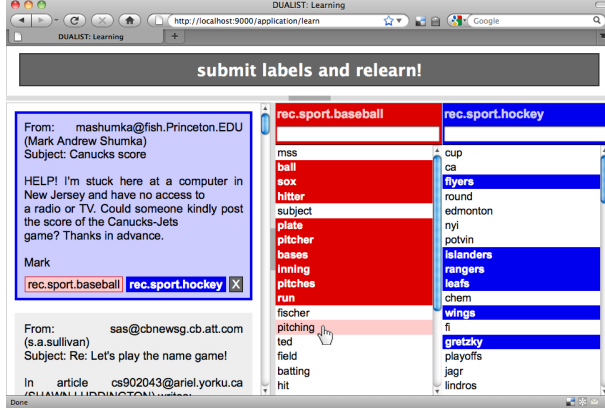 DUALIST: Learning
http://localhost:9000/application/learn
Google
DUALIST: Learning
submit labels and relearn!
From: mashumka@fish.Princeton.EDU
(Mark Andrew Shumka)
Subject: Canucks score
HELP! I'm stuck here at a computer in
New Jersey and have no access to
a radio or TV. Could someone kindly post
the score of the Canucks-Jets
game? Thanks in advance.
Mark
rec.sport.baseball rec.sport.hockey X
From: sas@cbnewsg.cb.att.com
(s.a.sullivan)
Subject: Re: Let's play the name game!
In article cs902043@ariel.yorku.ca
(SHAWN LUDDINGTON) writes:
rec.sport.baseball
mss
ball
sox
hitter
subject
plate
pitcher
bases
inning
pitches
run
fischer
pitching
ted
field
batting
hit
rec.sport.hockey
cup
ca
flyers
round
edmonton
nyi
potvin
islanders
rangers
leafs
chem
wings
fi
gretzky
playoffs
jagr
lindros
Done